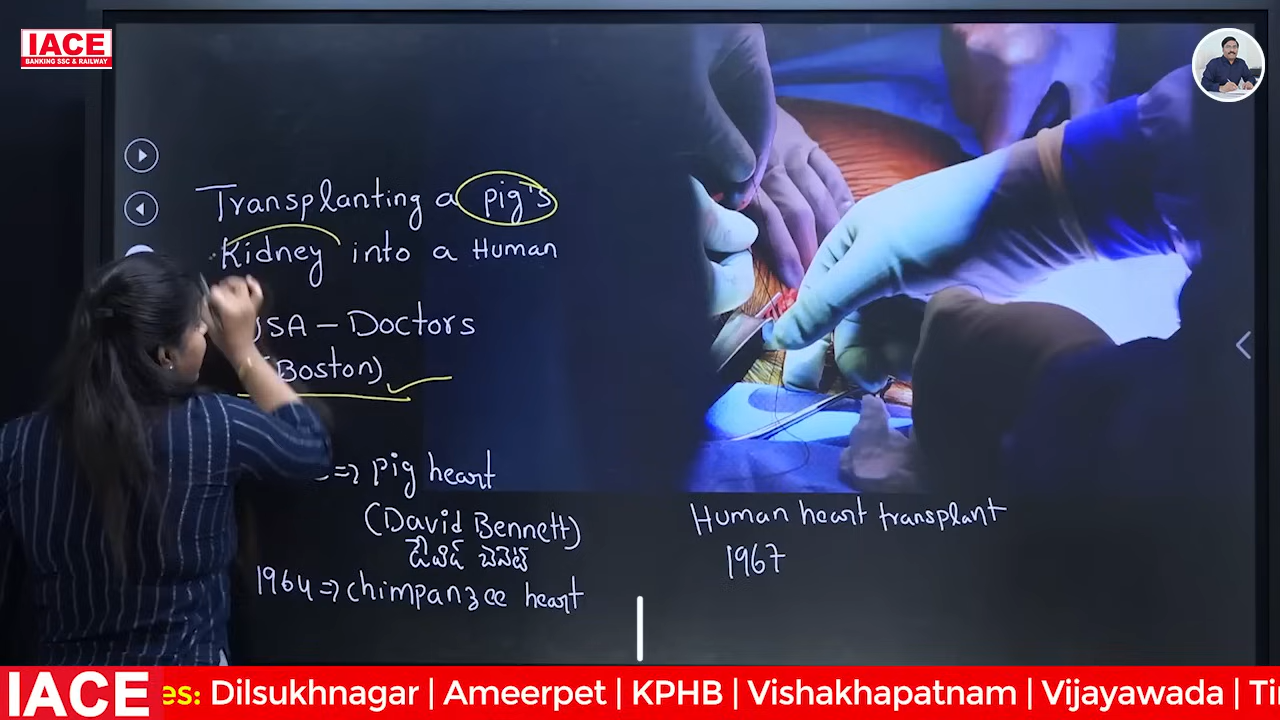 IACE
BANKING SSC & RAILWAY
Transplanting a pig's
Kidney into a Human
USA - Doctors
(Boston)
=> pig heart
(David Bennett)
డేవిడ్ బెనెట్
1964 => chimpanzee heart
Human heart transplant
1967
IACE
es: Dilsukhnagar | Ameerpet | KPHB | Vishakhapatnam | Vijayawada |